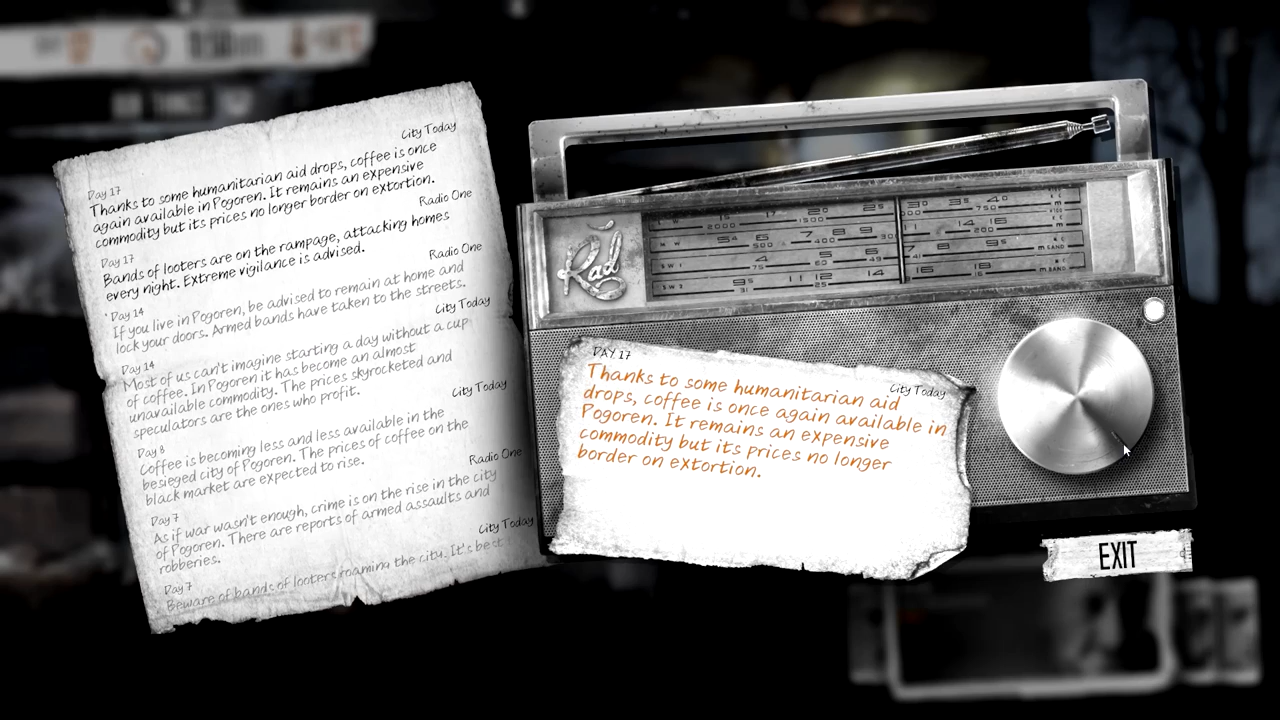 City Today
Day 17
Thanks to some humanitarian aid drops, coffee is once
again available in Pogoren. It remains an expensive
commodity but its prices no longer border on extortion.
Radio One
Day 17
Bands of looters are on the rampage, attacking homes
every night. Extreme vigilance is advised.
Radio One
Day 14
If you live in Pogoren, be advised to remain at home and
lock your doors. Armed bands have taken to the streets.
City Today
Day 14
Most of us can't imagine starting a day without a cup
of coffee. In Pogoren it has become an almost
unavailable commodity. The prices skyrocketed and
speculators are the ones who profit.
City Today
Day 8
Coffee is becoming less and less available in the
besieged city of Pogoren. The prices of coffee on the
black market are expected to rise.
Radio One
Day 7
As if war wasn't enough, crime is on the rise in the city
of Pogoren. There are reports of armed assaults and
robberies.
City Today
Day 7
Beware of bands of looters roaming the city. It's best
Rad
DAY 17
City Today
Thanks to some humanitarian aid
drops, coffee is once again available in
Pogoren. It remains an expensive
commodity but its prices no longer
border on extortion.
EXIT